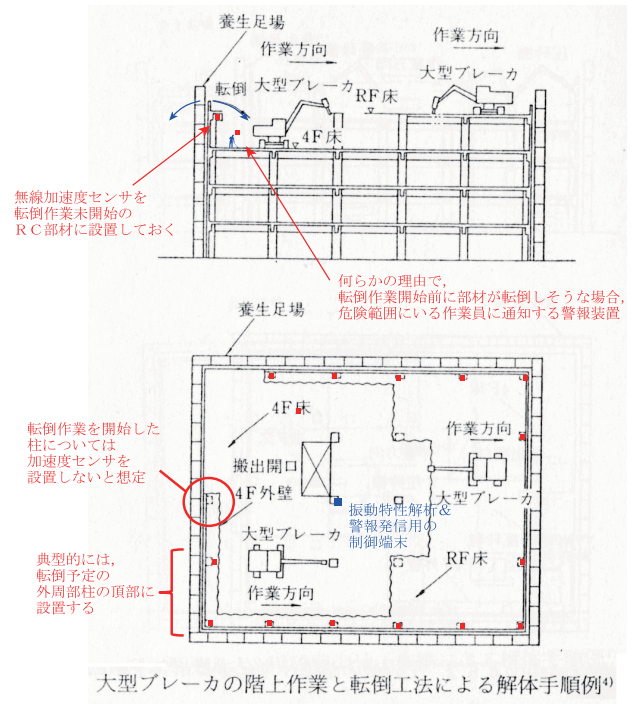 養生足場
作業方向
作業方向
転倒
大型ブレーカ
RF床
大型ブレーカ
4F床
無線加速度センサを
転倒作業未開始の
ＲＣ部材に設置しておく
何らかの理由で，
転倒作業開始前に部材が転倒しそうな場合，
危険範囲にいる作業員に通知する警報装置
養生足場
転倒作業を開始した
柱については
加速度センサを
設置しないと想定
4F床
作業方向
搬出開口
4F外壁
大型ブレーカ
振動特性解析＆
警報発信用の
制御端末
大型ブレーカ
典型的には，
転倒予定の
外周部柱の頂部に
設置する
RF床
作業方向
大型ブレーカの階上作業と転倒工法による解体手順例4)